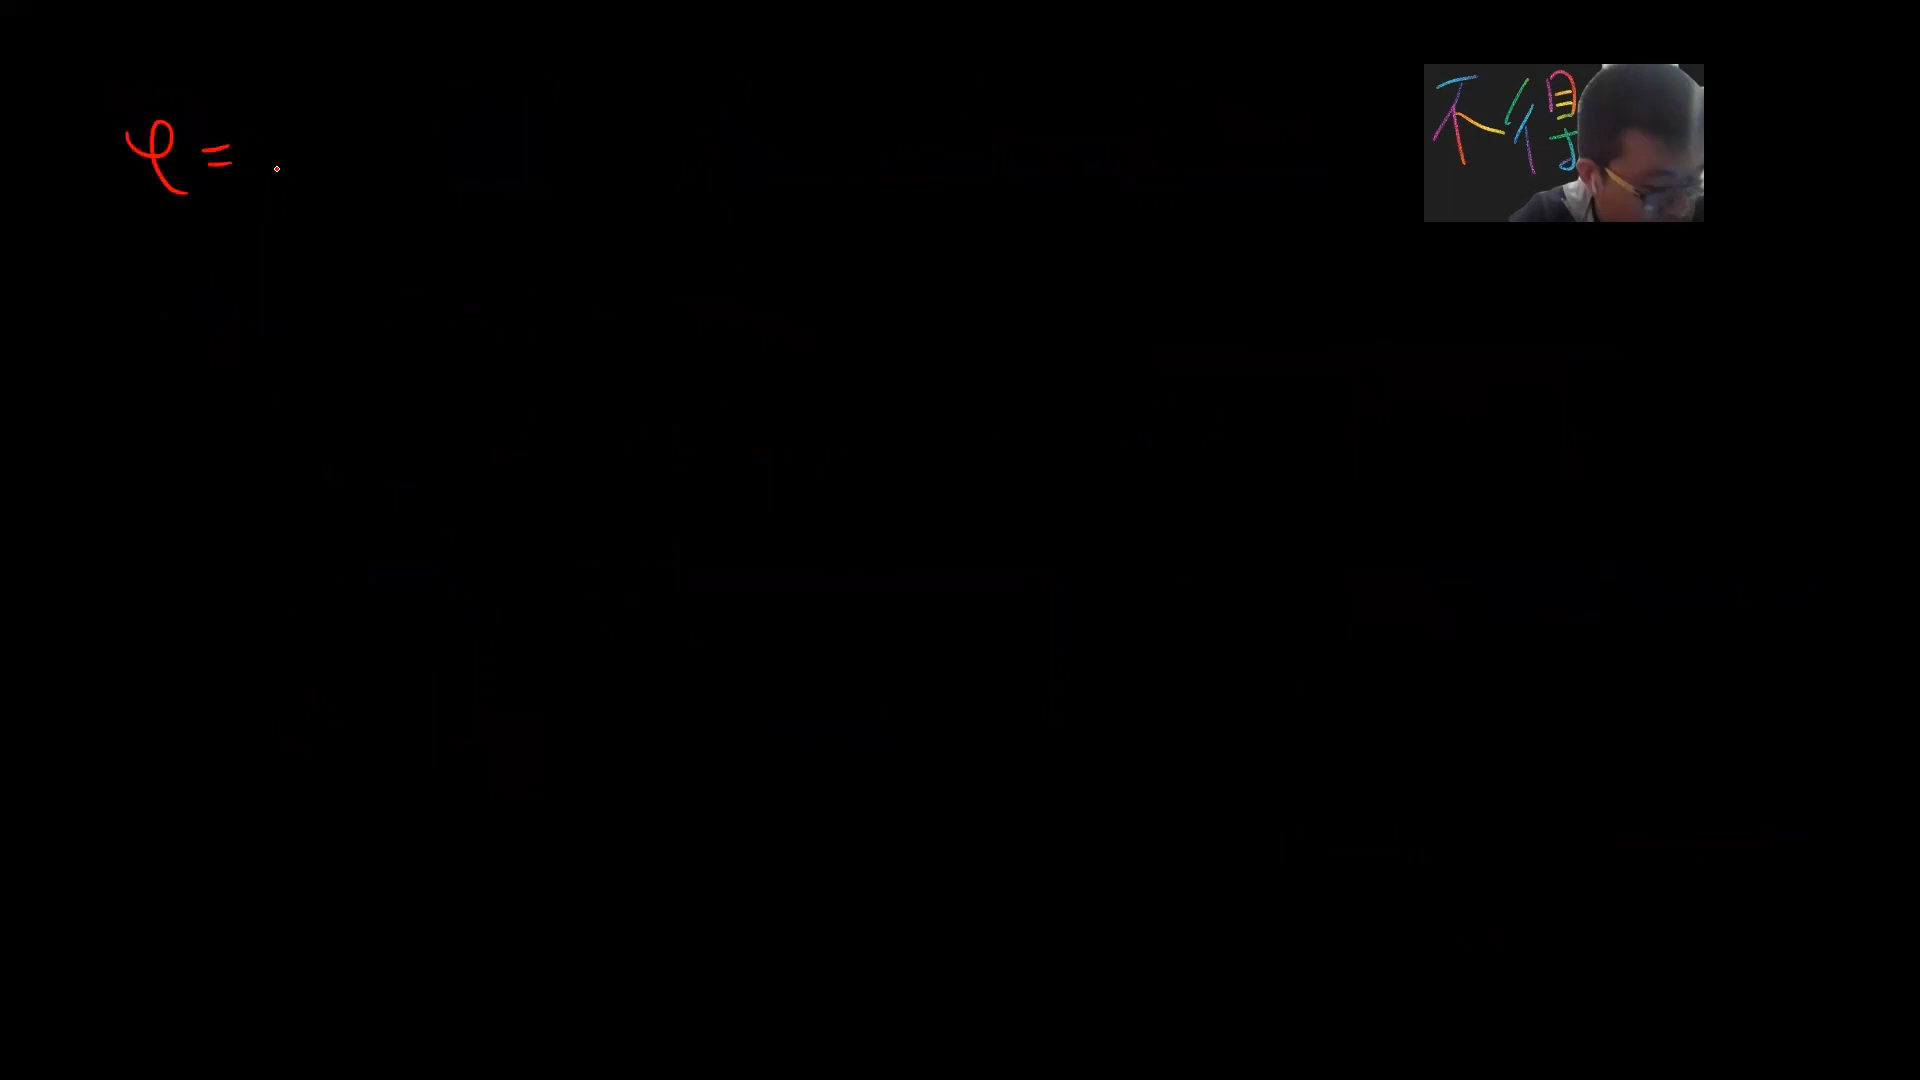 φ =
不得